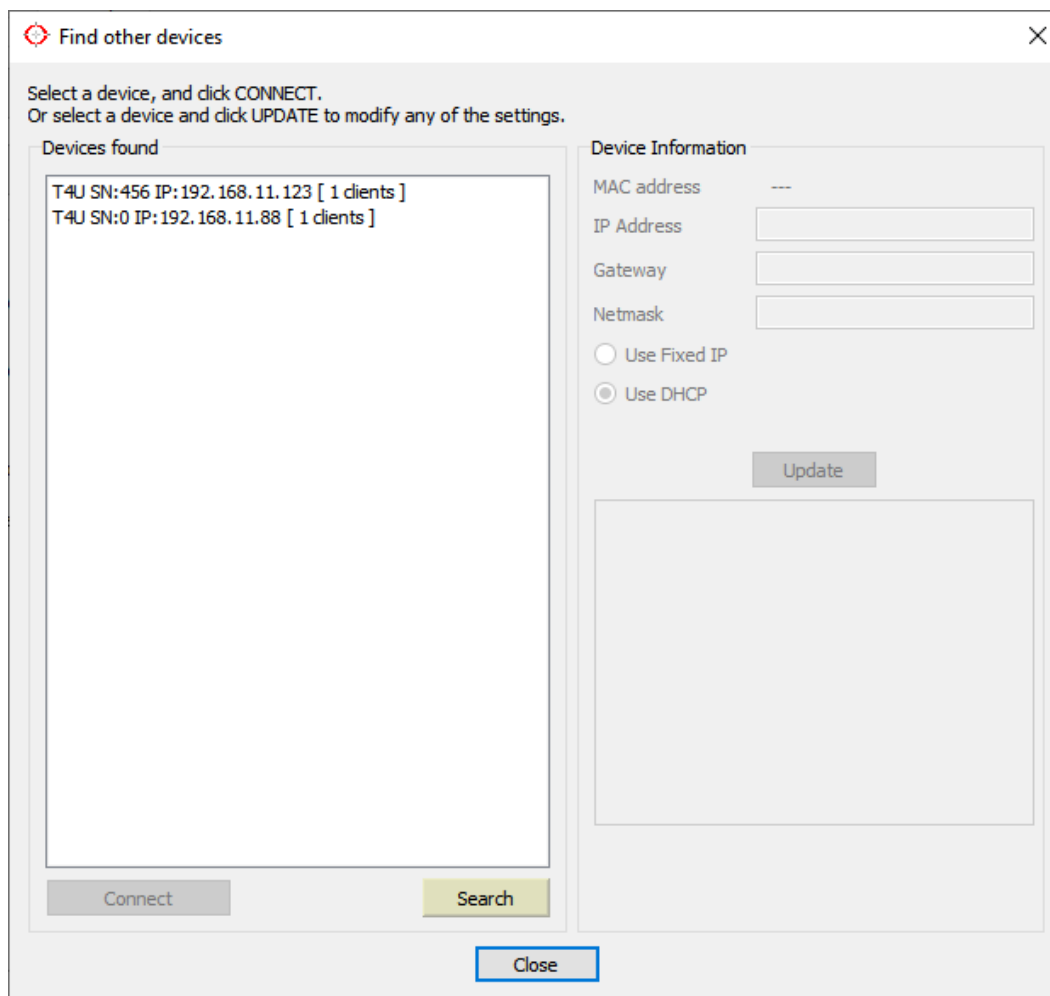 Find other devices
Select a device, and click CONNECT.
Or select a device and click UPDATE to modify any of the settings.
Devices found
T4U SN:456 IP:192.168.11.123 [ 1 clients ]
T4U SN:0 IP:192.168.11.88 [ 1 clients ]
Connect
Search
Device Information
MAC address ---
IP Address
Gateway
Netmask
Use Fixed IP
Use DHCP
Update
Close